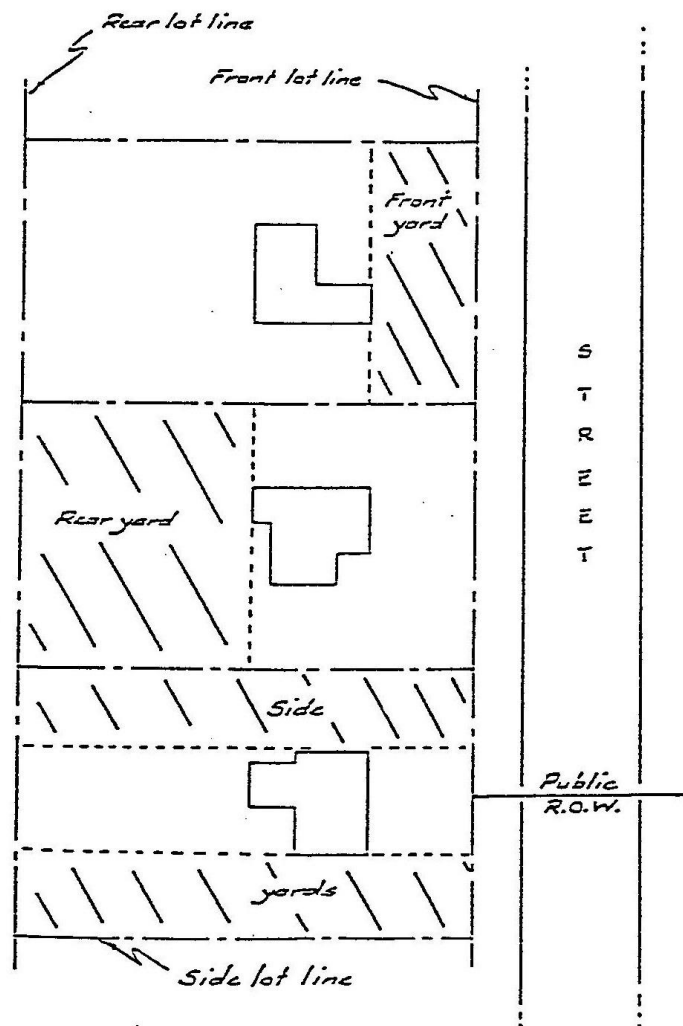 Rear lot line
Front lot line
Front
yard
S
T
R
E
E
T
Rear yard
Side
Public
R.O.W.
yards
Side lot line